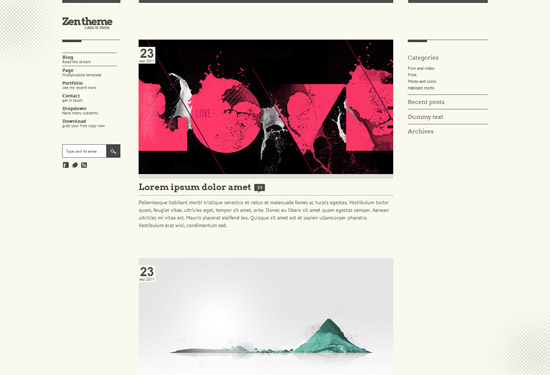 Zentheme
Less is more
Blog
Read the stream
Page
Multipurpose template
Portfolio
see my recent work
Contact
get in touch
Dropdown
Have many subitems
Download
grab your free copy now
Type and hit enter
23
sep 2011
LOVE
LOVE
Lorem ipsum dolor amet 23
Pellentesque habitant morbi tristique senectus et netus et malesuada fames ac turpis egestas. Vestibulum tortor
quam, feugiat vitae, ultricies eget, tempor sit amet, ante. Donec eu libero sit amet quam egestas semper. Aenean
ultricies mi vitae est. Mauris placerat eleifend leo. Quisque sit amet est et sapien ullamcorper pharetra.
Vestibulum erat wisi, condimentum sed.
23
sep 2011
Categories
Film and video
Print
Photo and lomo
Habitant morbi
Recent posts
Dummy text
Archives